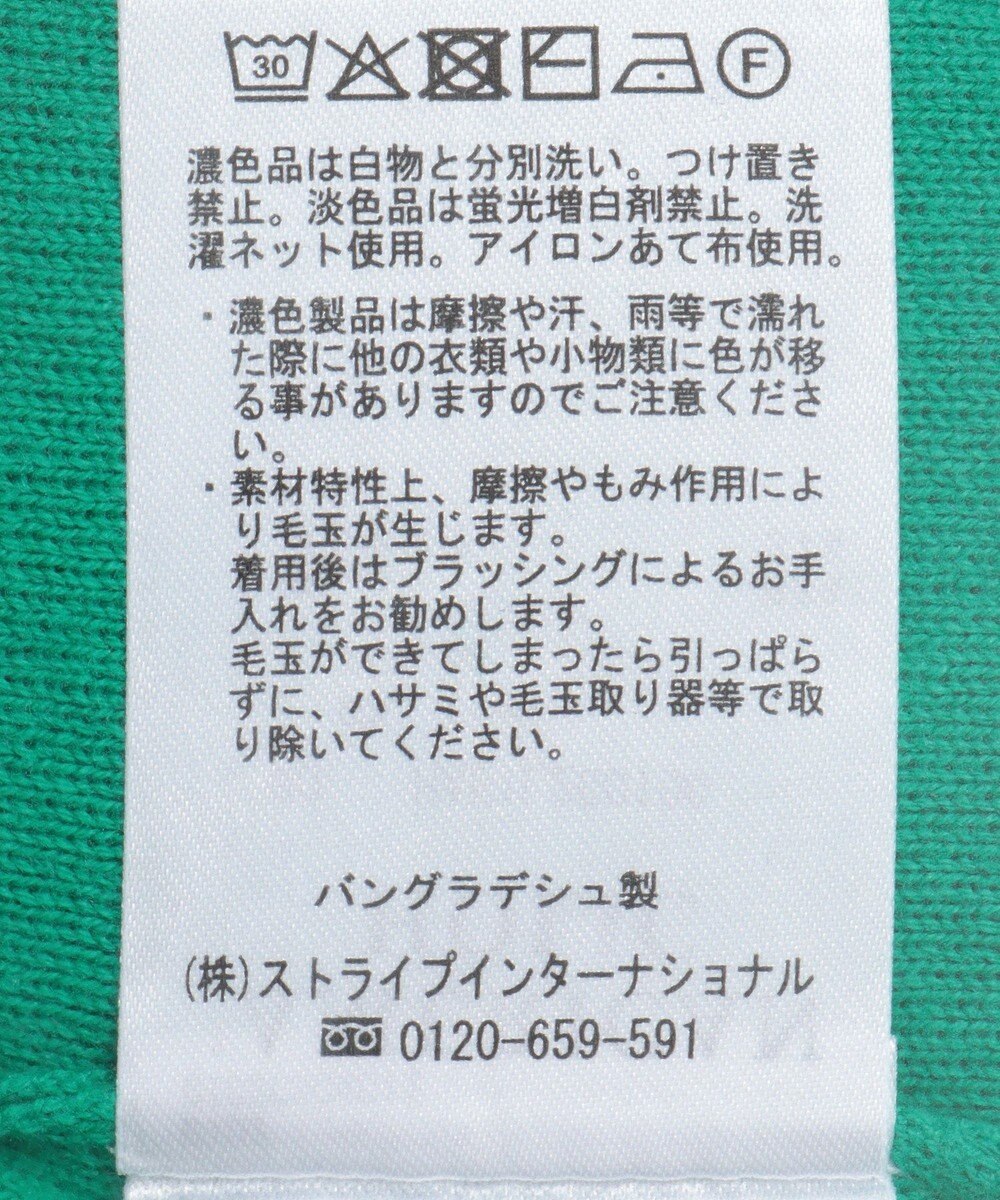 30
F
濃色品は白物と分別洗い。つけ置き
禁止。淡色品は蛍光増白剤禁止。洗
濯ネット使用。アイロンあて布使用。
・濃色製品は摩擦や汗、雨等で濡れ
た際に他の衣類や小物類に色が移
る事がありますのでご注意くださ
い。
・素材特性上、摩擦やもみ作用によ
り毛玉が生じます。
着用後はブラッシングによるお手
入れをお勧めします。
毛玉ができてしまったら引っぱら
ずに、ハサミや毛玉取り器等で取
り除いてください。
バングラデシュ製
(株)ストライプインターナショナル
0120-659-591